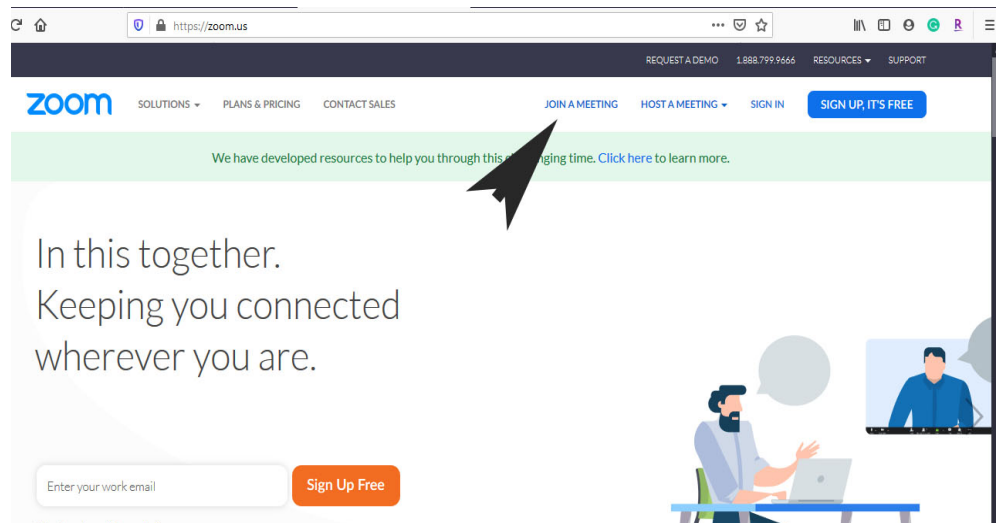 https://zoom.us
REQUEST A DEMO 1.888.799.9666 RESOURCES SUPPORT
zoom SOLUTIONS PLANS & PRICING CONTACT SALES JOIN A MEETING HOST A MEETING SIGN IN SIGN UP, IT'S FREE
We have developed resources to help you through this time. Click here to learn more.
In this together.
Keeping you connected
wherever you are.
Enter your work email Sign Up Free